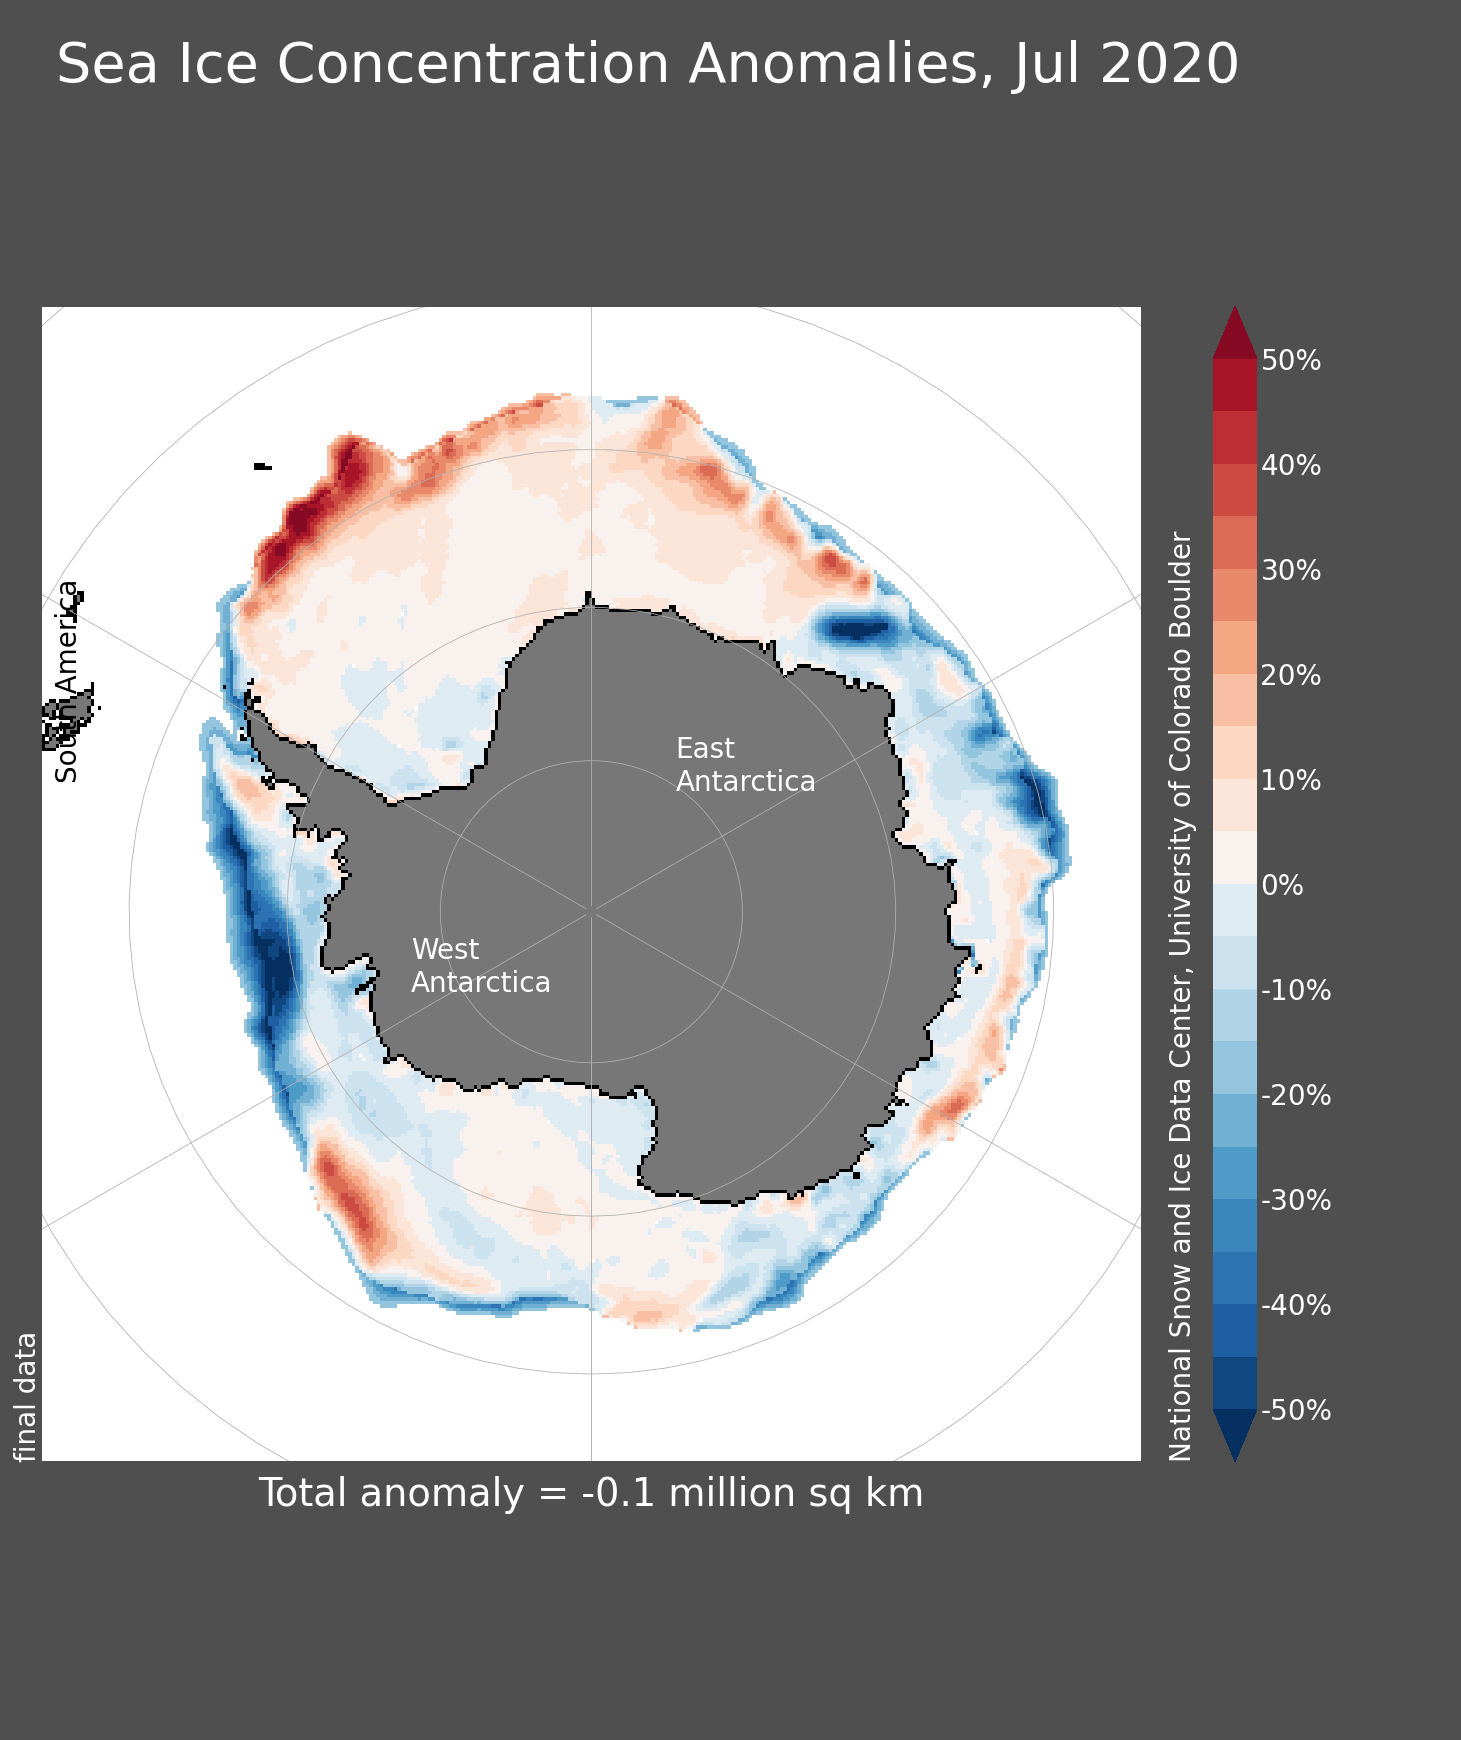 Sea Ice Concentration Anomalies, Jul 2020
South America
East
Antarctica
West
Antarctica
final data
National Snow and Ice Data Center, University of Colorado Boulder
50%
40%
30%
20%
10%
0%
-10%
-20%
-30%
-40%
-50%
Total anomaly = -0.1 million sq km